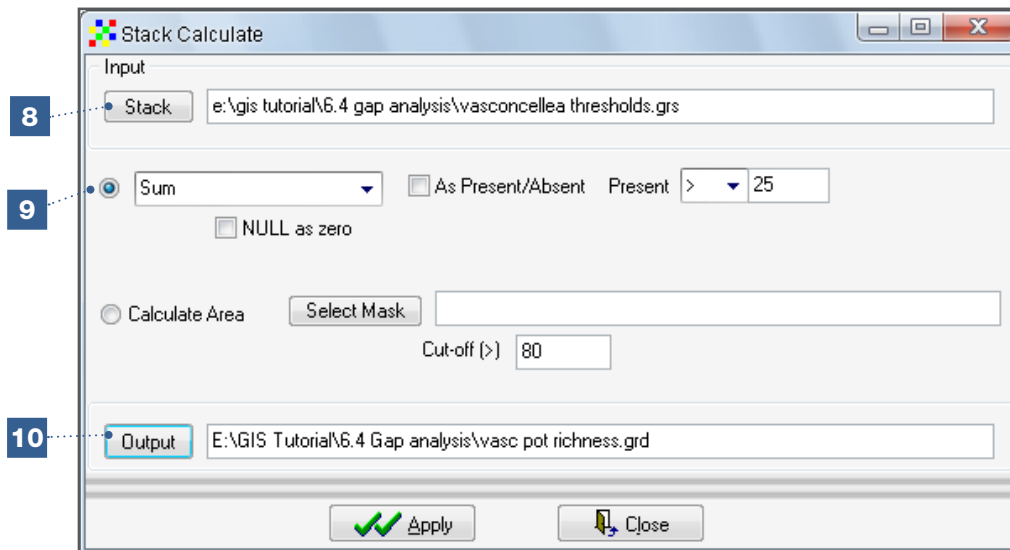 Stack Calculate
Input
8
Stack e:\gis tutorial\6.4 gap analysis\vasconcellea thresholds.grs
9
Sum As Present/Absent Present > 25
NULL as zero
Calculate Area Select Mask
Cut-off (>) 80
10
Output E:\GIS Tutorial\6.4 Gap analysis\vasc pot richness.grd
Apply Close